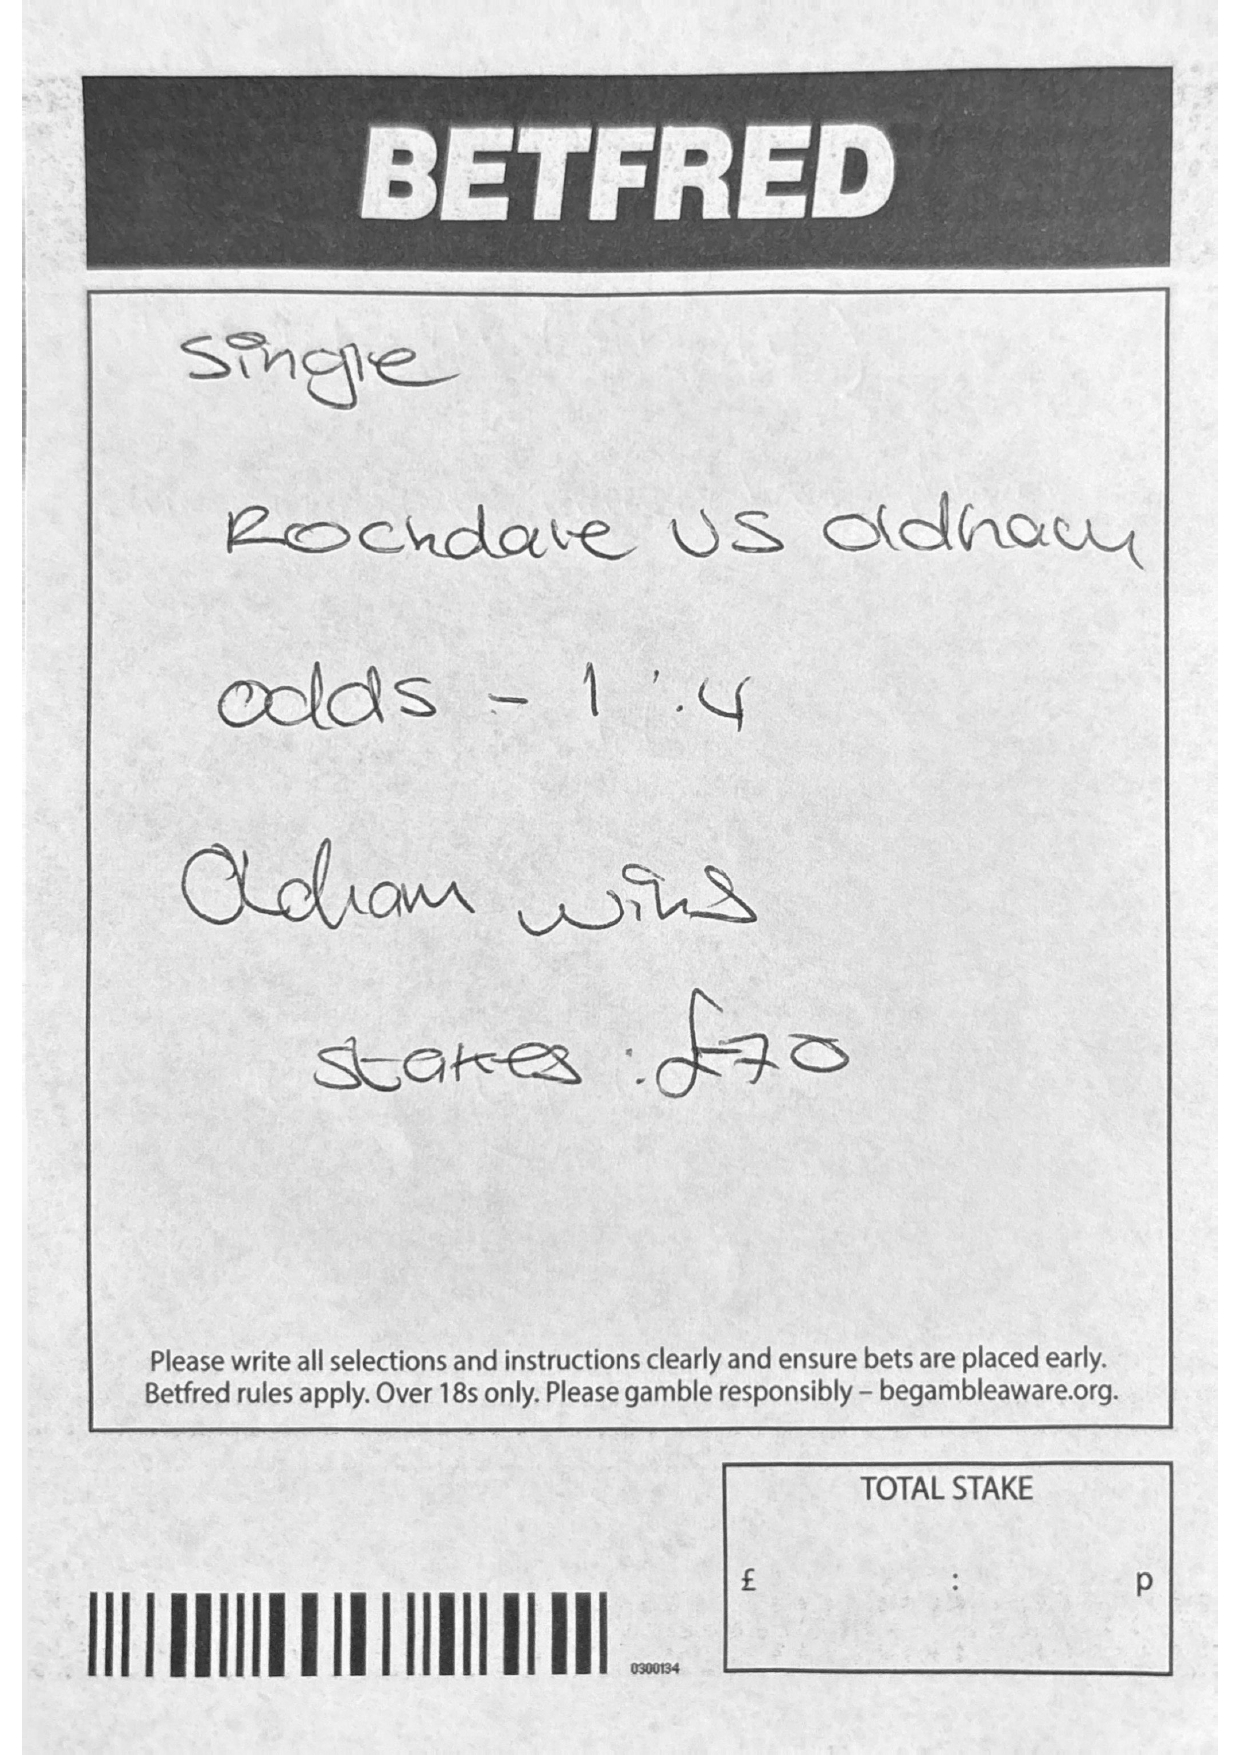 BETFRED
Single
Rochdale VS Oldham
odds - 1 : 4
Oldham wins
stakes : £70
Please write all selections and instructions clearly and ensure bets are placed early.
Betfred rules apply. Over 18s only. Please gamble responsibly – begambleaware.org.
TOTAL STAKE
£ : p
0300134